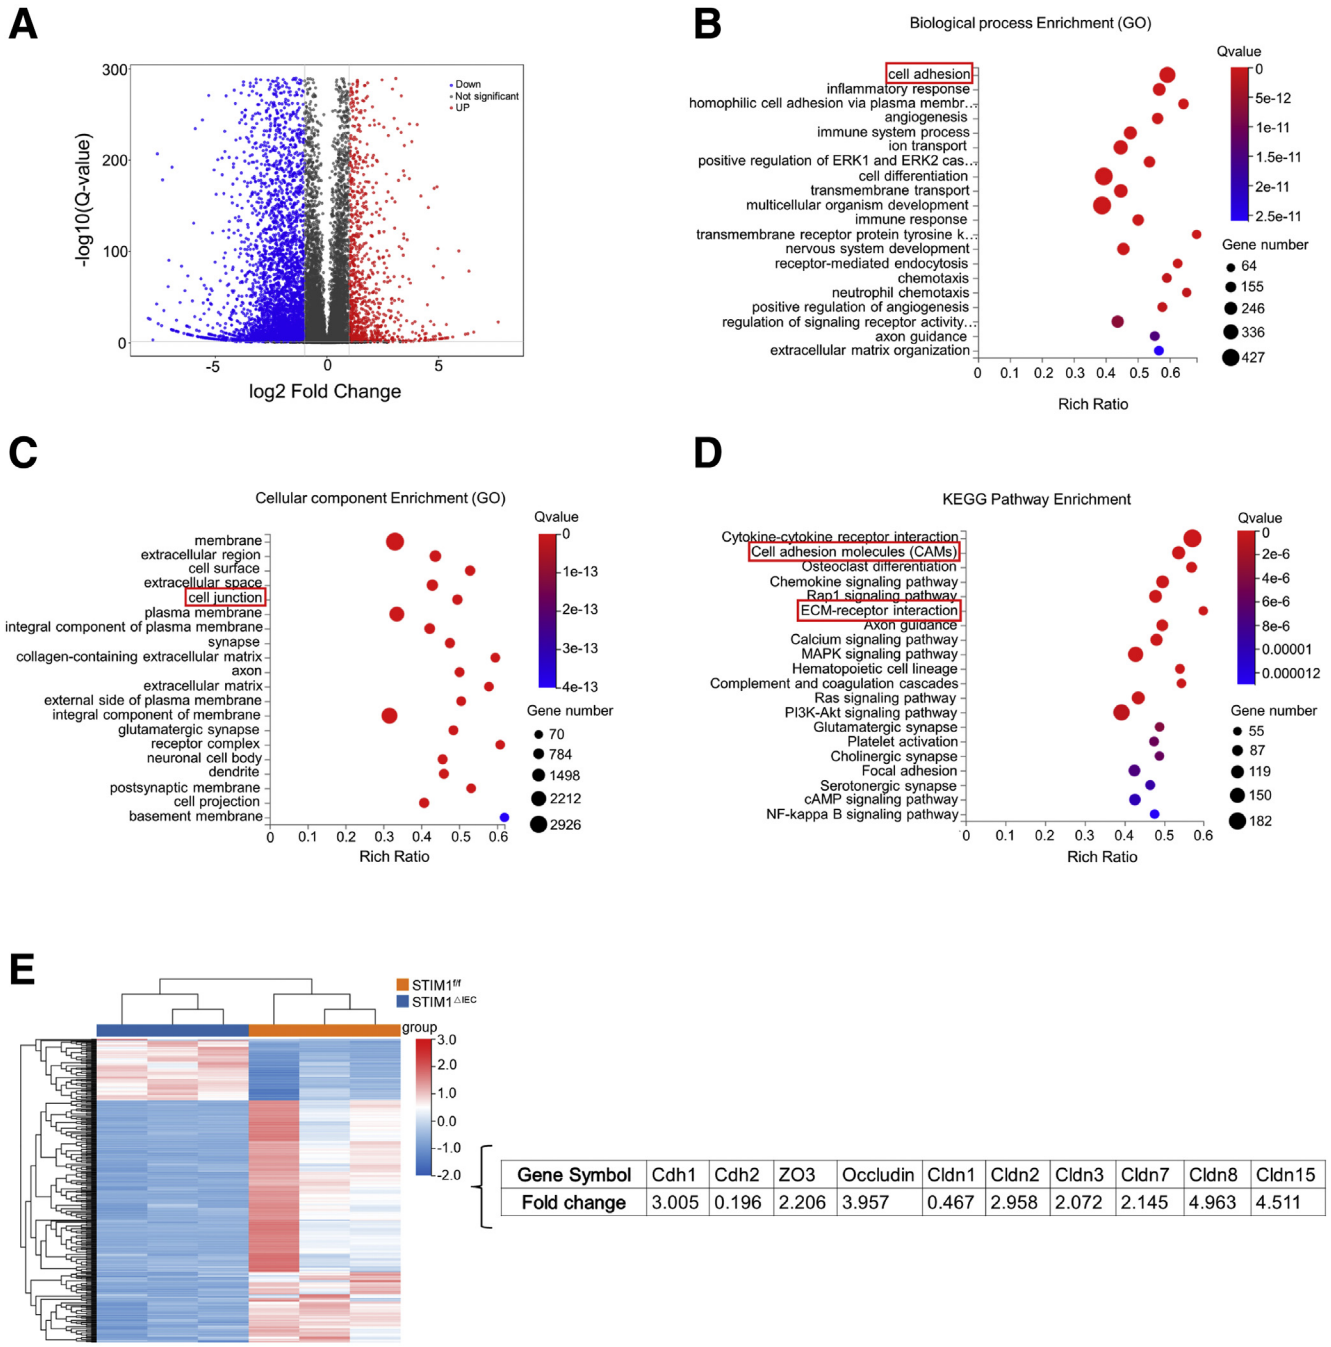 A
300
200
100
0
-log10(Q-value)
-5
0
5
log2 Fold Change
Down
Not significant
UP
B
Biological process Enrichment (GO)
cell adhesion
inflammatory response
homophilic cell adhesion via plasma membr...
angiogenesis
immune system process
ion transport
positive regulation of ERK1 and ERK2 cas...
cell differentiation
transmembrane transport
multicellular organism development
immune response
transmembrane receptor protein tyrosine k...
nervous system development
receptor-mediated endocytosis
chemotaxis
neutrophil chemotaxis
positive regulation of angiogenesis
regulation of signaling receptor activity...
axon guidance
extracellular matrix organization
0 0.1 0.2 0.3 0.4 0.5 0.6
Rich Ratio
Qvalue
0
5e-12
1e-11
1.5e-11
2e-11
2.5e-11
Gene number
64
155
246
336
427
C
Cellular component Enrichment (GO)
membrane
extracellular region
cell surface
extracellular space
cell junction
plasma membrane
integral component of plasma membrane
synapse
collagen-containing extracellular matrix
axon
extracellular matrix
external side of plasma membrane
integral component of membrane
glutamatergic synapse
receptor complex
neuronal cell body
dendrite
postsynaptic membrane
cell projection
basement membrane
0 0.1 0.2 0.3 0.4 0.5 0.6
Rich Ratio
Qvalue
0
1e-13
2e-13
3e-13
4e-13
Gene number
70
784
1498
2212
2926
D
KEGG Pathway Enrichment
Cytokine-cytokine receptor interaction
Cell adhesion molecules (CAMs)
Osteoclast differentiation
Chemokine signaling pathway
Rap1 signaling pathway
ECM-receptor interaction
Axon guidance
Calcium signaling pathway
MAPK signaling pathway
Hematopoietic cell lineage
Complement and coagulation cascades
Ras signaling pathway
PI3K-Akt signaling pathway
Glutamatergic synapse
Platelet activation
Cholinergic synapse
Focal adhesion
Serotonergic synapse
cAMP signaling pathway
NF-kappa B signaling pathway
0 0.1 0.2 0.3 0.4 0.5 0.6
Rich Ratio
Qvalue
0
2e-6
4e-6
6e-6
8e-6
0.00001
0.000012
Gene number
55
87
119
150
182
E
STIM1f/f
STIM1△IEC
group
3.0
2.0
1.0
0.0
-1.0
-2.0
Gene Symbol Cdh1 Cdh2 ZO3 Occludin Cldn1 Cldn2 Cldn3 Cldn7 Cldn8 Cldn15
Fold change 3.005 0.196 2.206 3.957 0.467 2.958 2.072 2.145 4.963 4.511